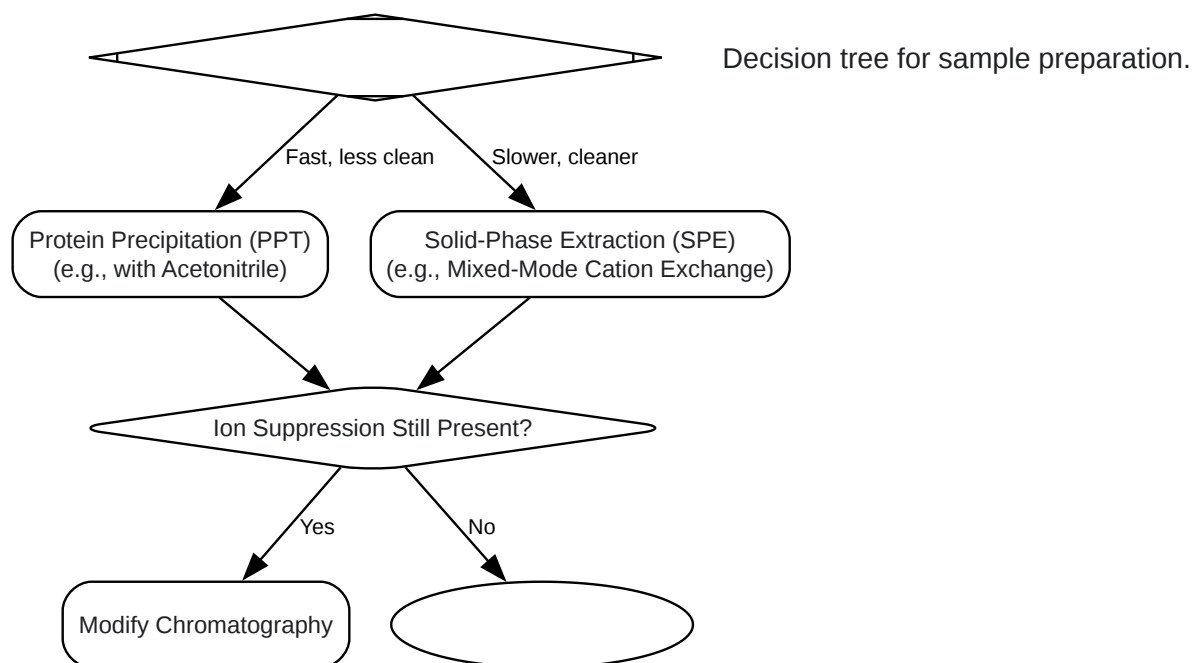 Decision tree for sample preparation.
Fast, less clean
Slower, cleaner
Protein Precipitation (PPT)
(e.g., with Acetonitrile)
Solid-Phase Extraction (SPE)
(e.g., Mixed-Mode Cation Exchange)
Ion Suppression Still Present?
Yes
No
Modify Chromatography